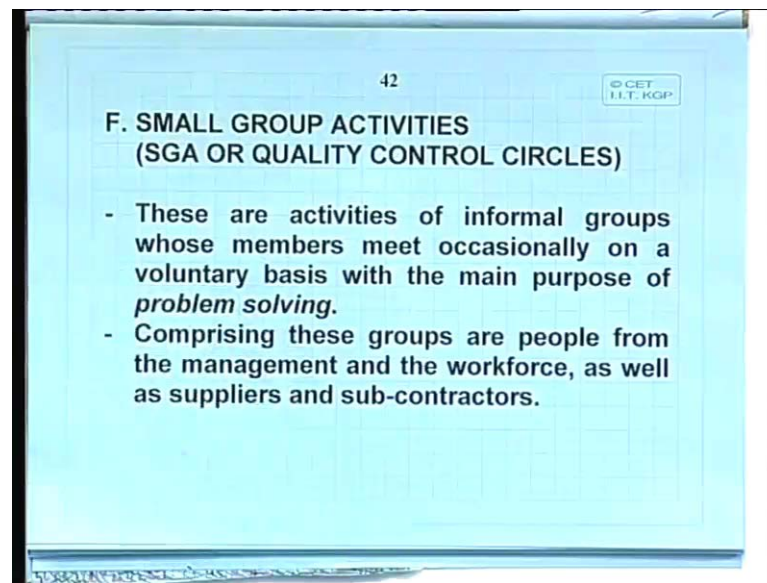 42
© CET
I.I.T. KGP
F. SMALL GROUP ACTIVITIES
(SGA OR QUALITY CONTROL CIRCLES)
- These are activities of informal groups
whose members meet occasionally on a
voluntary basis with the main purpose of
problem solving.
- Comprising these groups are people from
the management and the workforce, as well
as suppliers and sub-contractors.